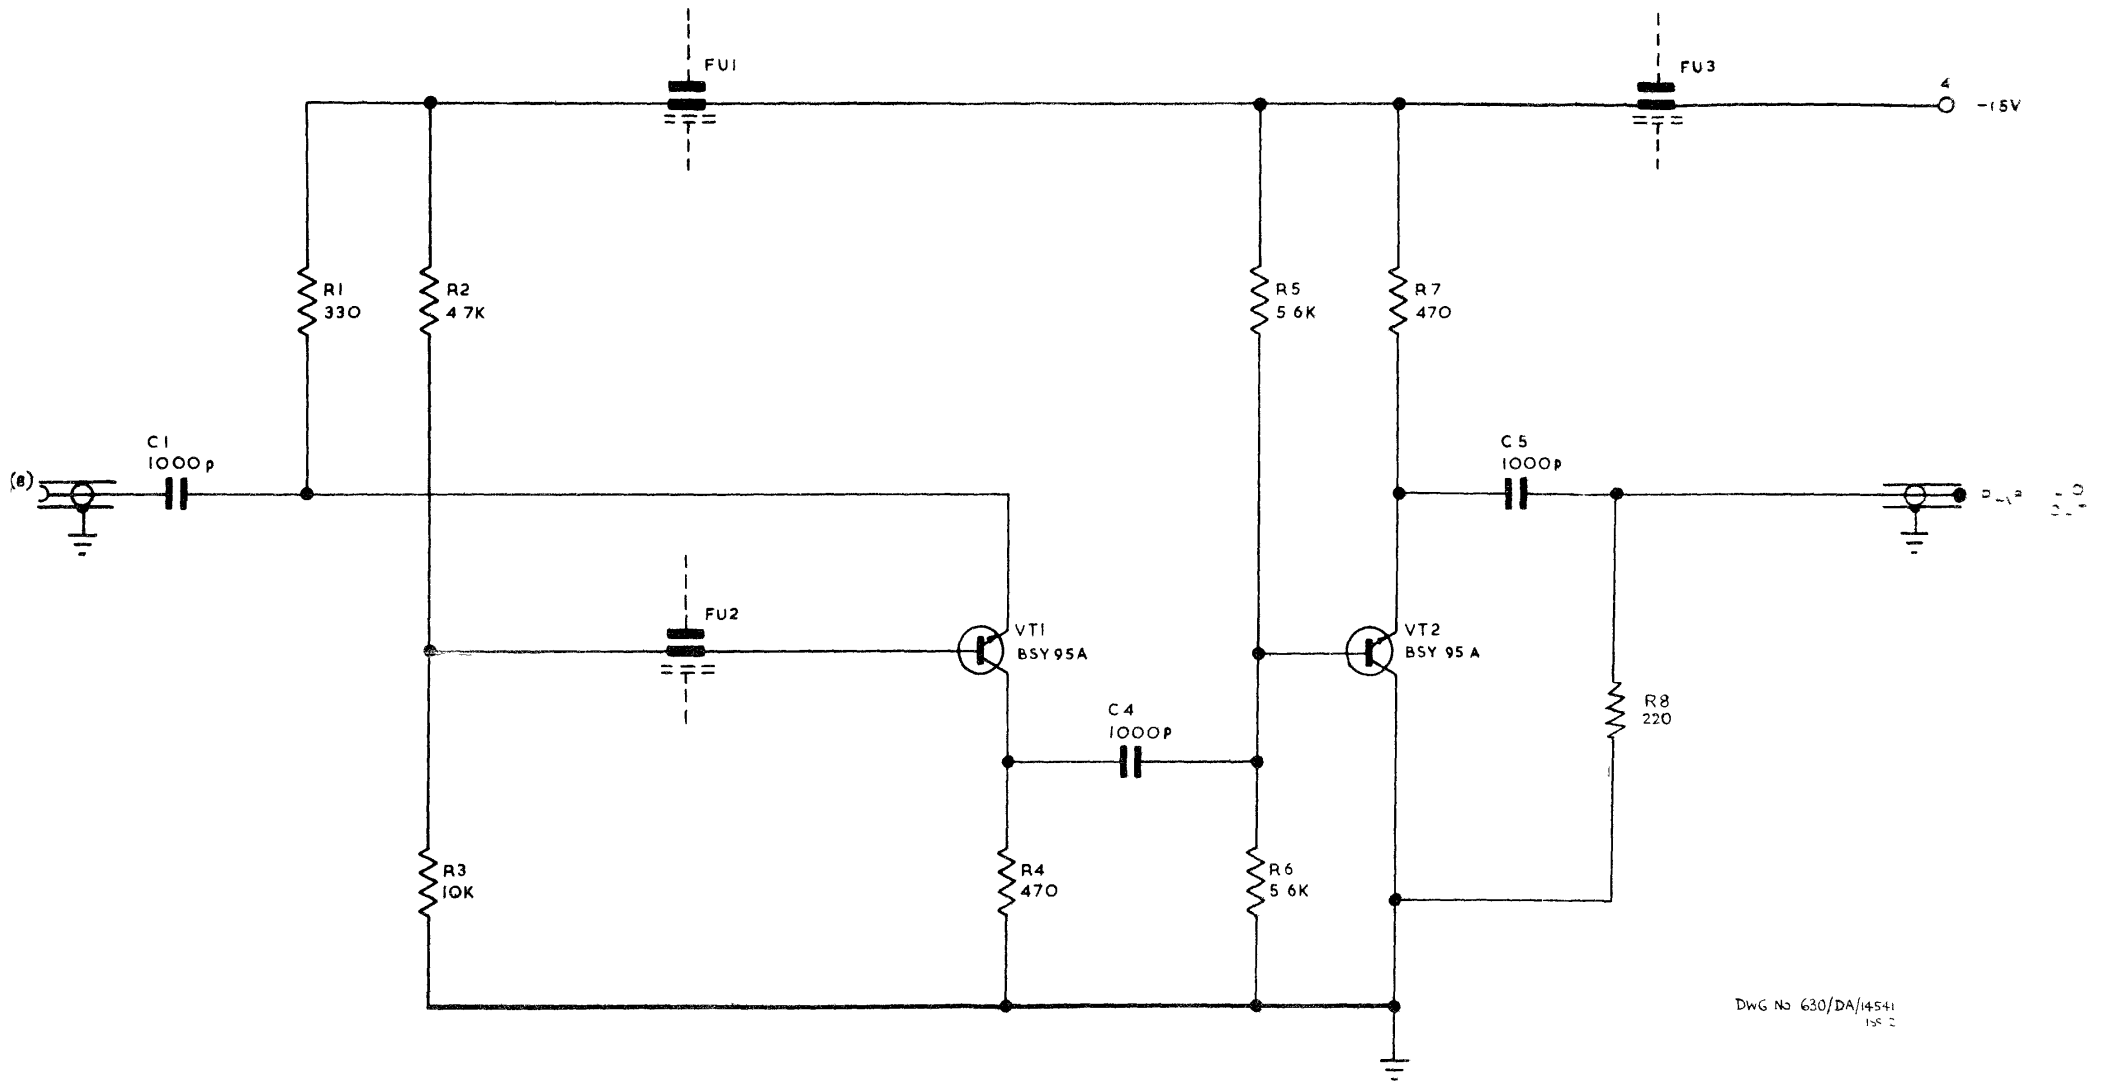 FU1
FU3
4
-15V
R1
330
R2
4 7K
R5
5 6K
R7
470
C1
1000p
C5
1000p
(B)
FU2
VT1
BSY 95A
VT2
BSY 95 A
C4
1000p
R8
220
R3
10K
R4
470
R6
5 6K
DWG No 630/DA/14541